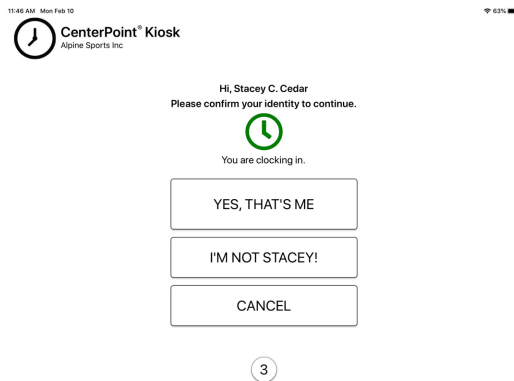 11:46 AM Mon Feb 10
63%
CenterPoint® Kiosk
Alpine Sports Inc
Hi, Stacey C. Cedar
Please confirm your identity to continue.
You are clocking in.
YES, THAT'S ME
I'M NOT STACEY!
CANCEL
3